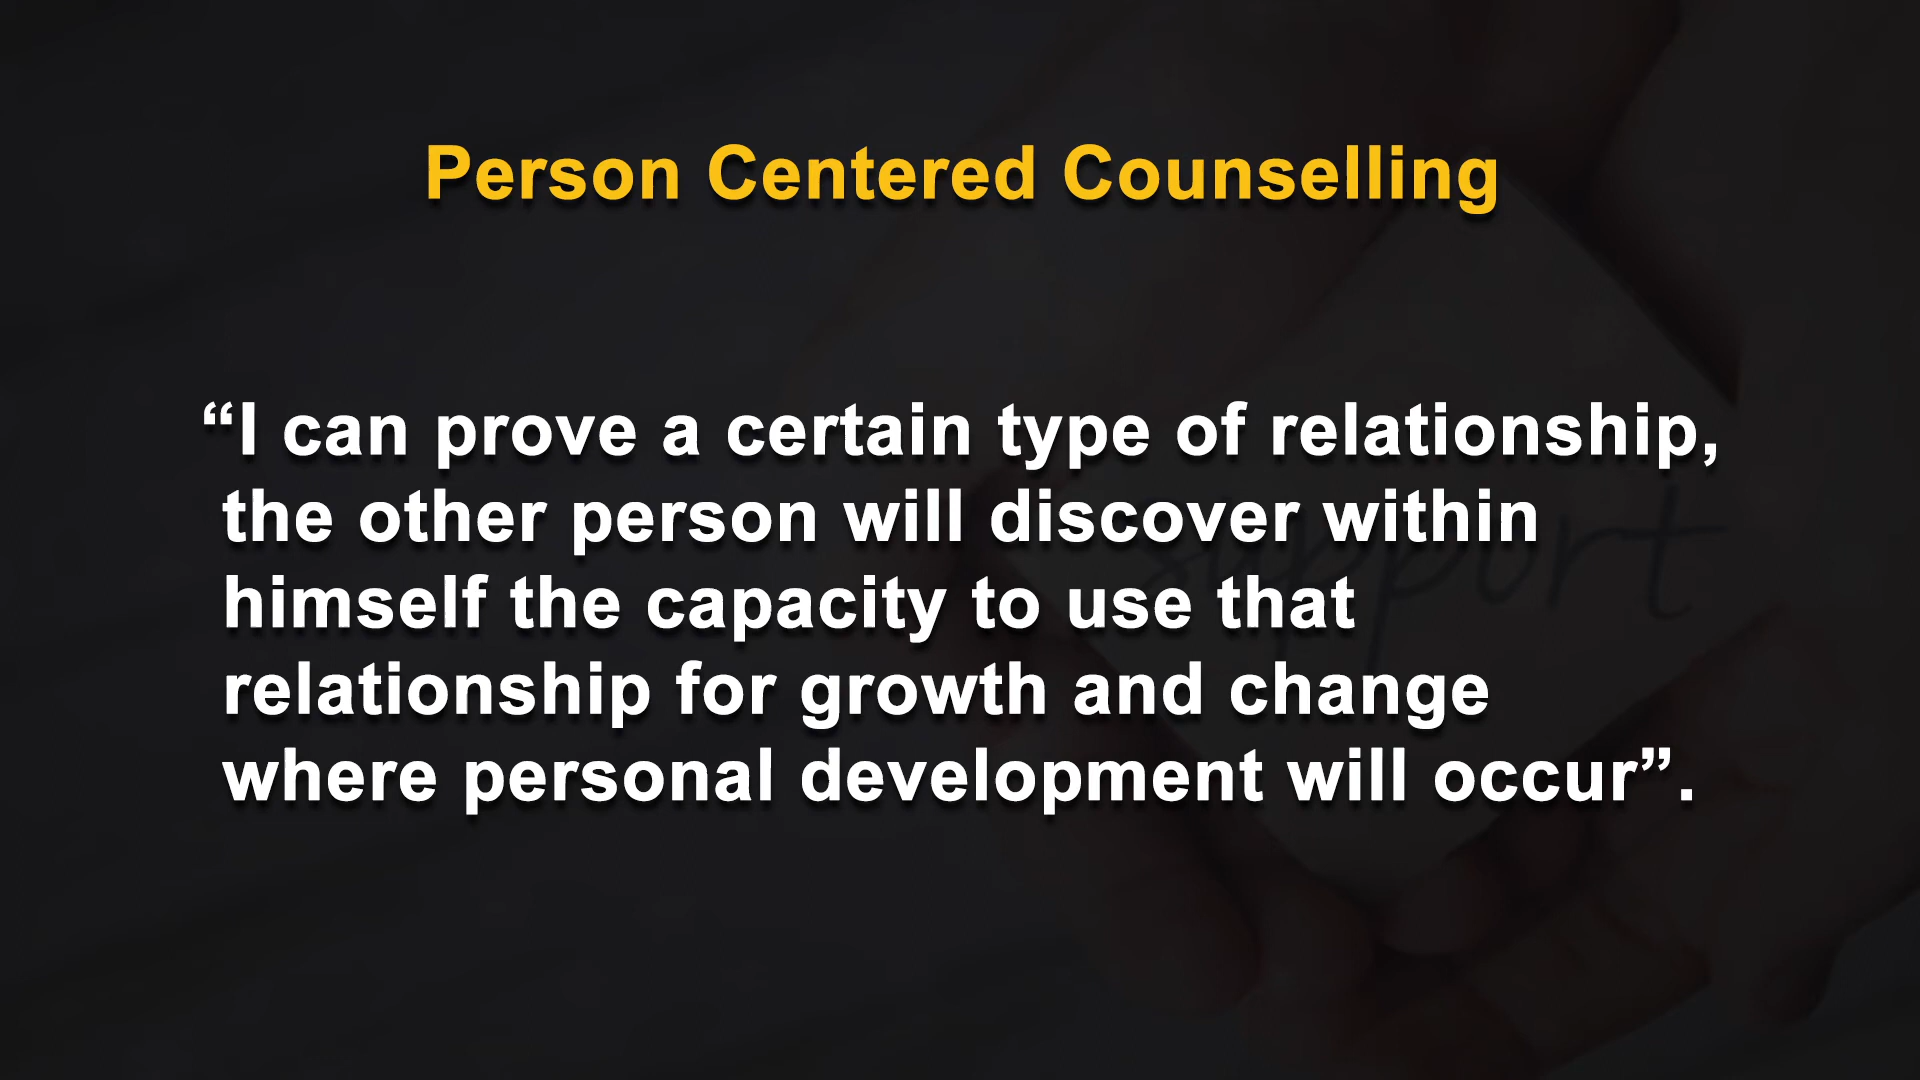 Person Centered Counselling
“I can prove a certain type of relationship,
the other person will discover within
himself the capacity to use that
relationship for growth and change
where personal development will occur”.
support